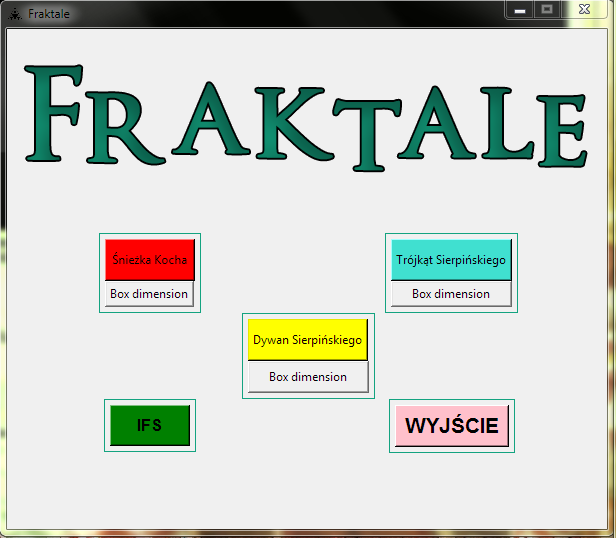 Fraktale
FRAKTALE
Śnieżka Kocha
Box dimension
Trójkąt Sierpińskiego
Box dimension
Dywan Sierpińskiego
Box dimension
IFS
WYJŚCIE